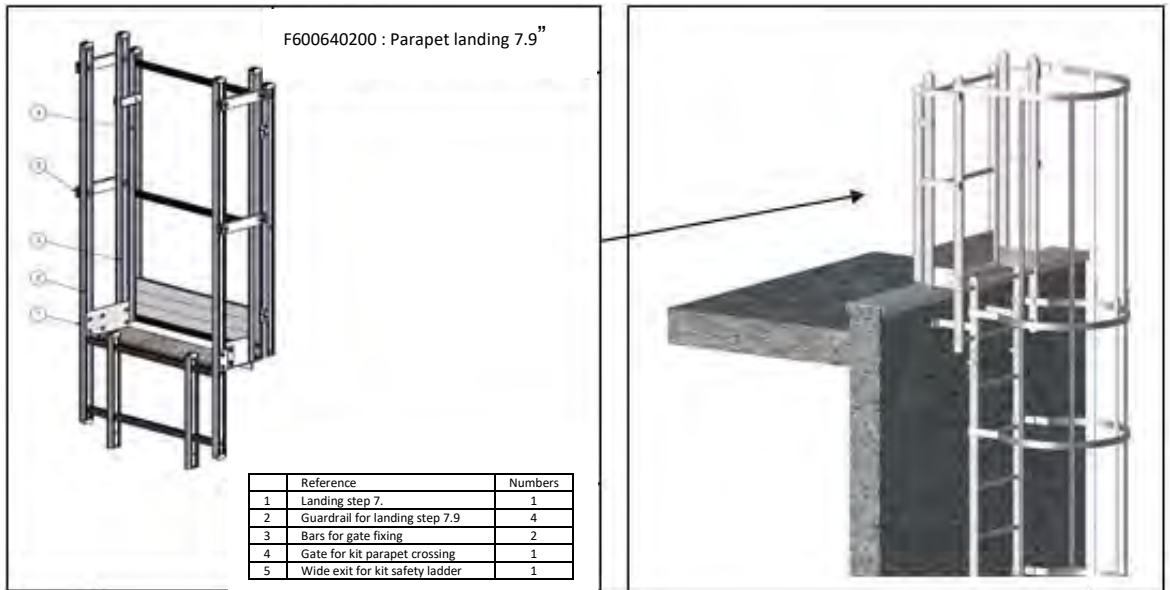 F600640200 : Parapet landing 7.9”
Reference Numbers
1 Landing step 7. 1
2 Guardrail for landing step 7.9 4
3 Bars for gate fixing 2
4 Gate for kit parapet crossing 1
5 Wide exit for kit safety ladder 1